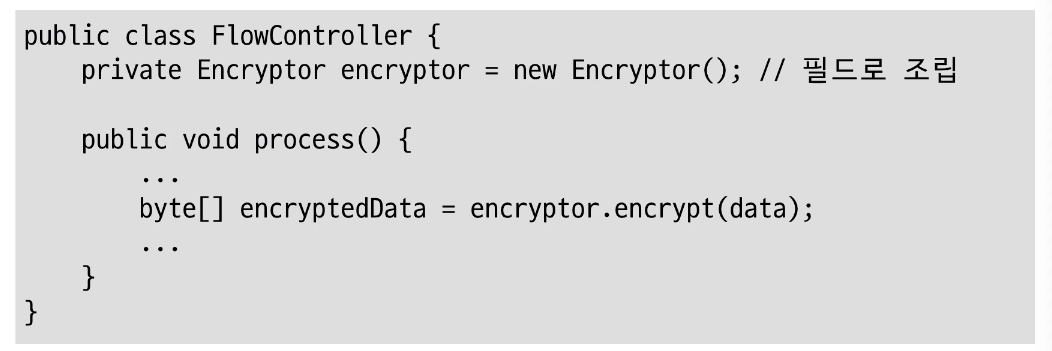 public class FlowController {
    private Encryptor encryptor = new Encryptor(); // 필드로 조립
    public void process() {
        ...
        byte[] encryptedData = encryptor.encrypt(data);
        ...
    }
}